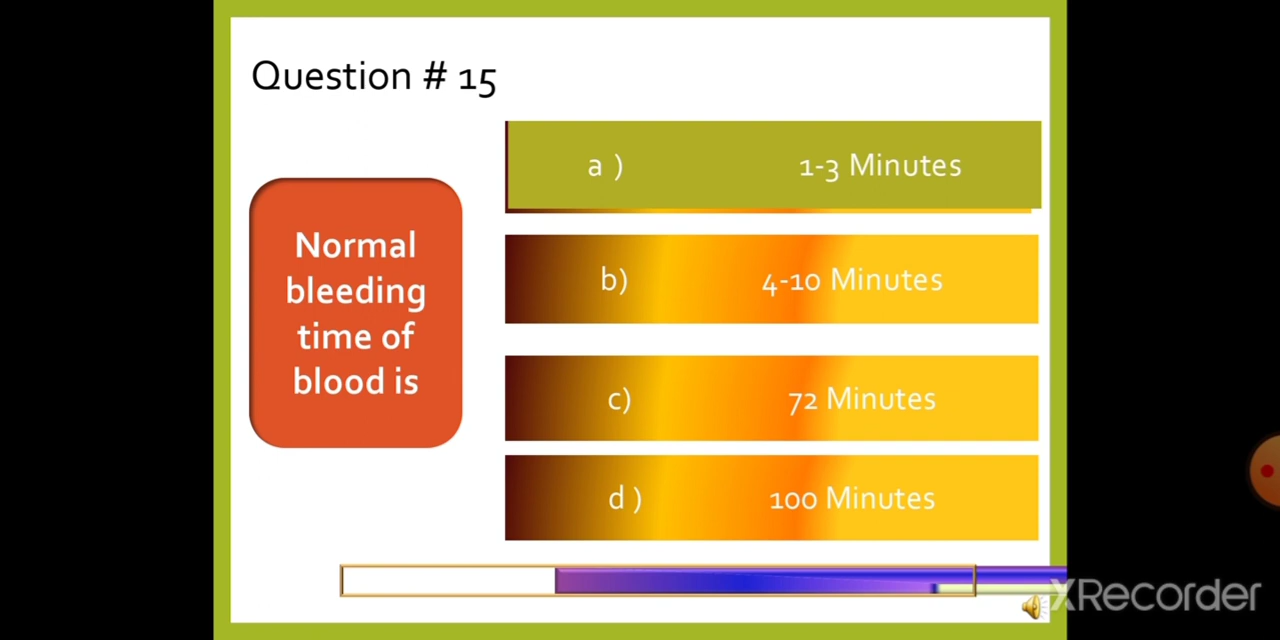 Question # 15
Normal
bleeding
time of
blood is
a ) 1-3 Minutes
b) 4-10 Minutes
c) 72 Minutes
d ) 100 Minutes
XRecorder